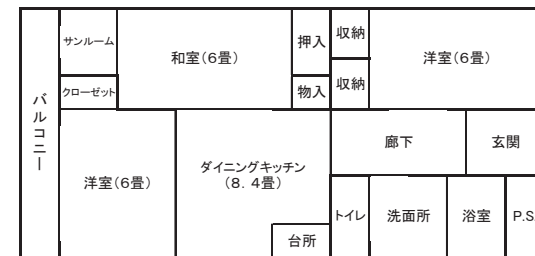 バルコニー
サンルーム
和室(6畳)
押入
収納
洋室(6畳)
クローゼット
物入
収納
洋室(6畳)
ダイニングキッチン
(8.4畳)
台所
廊下
玄関
トイレ
洗面所
浴室
P.S.